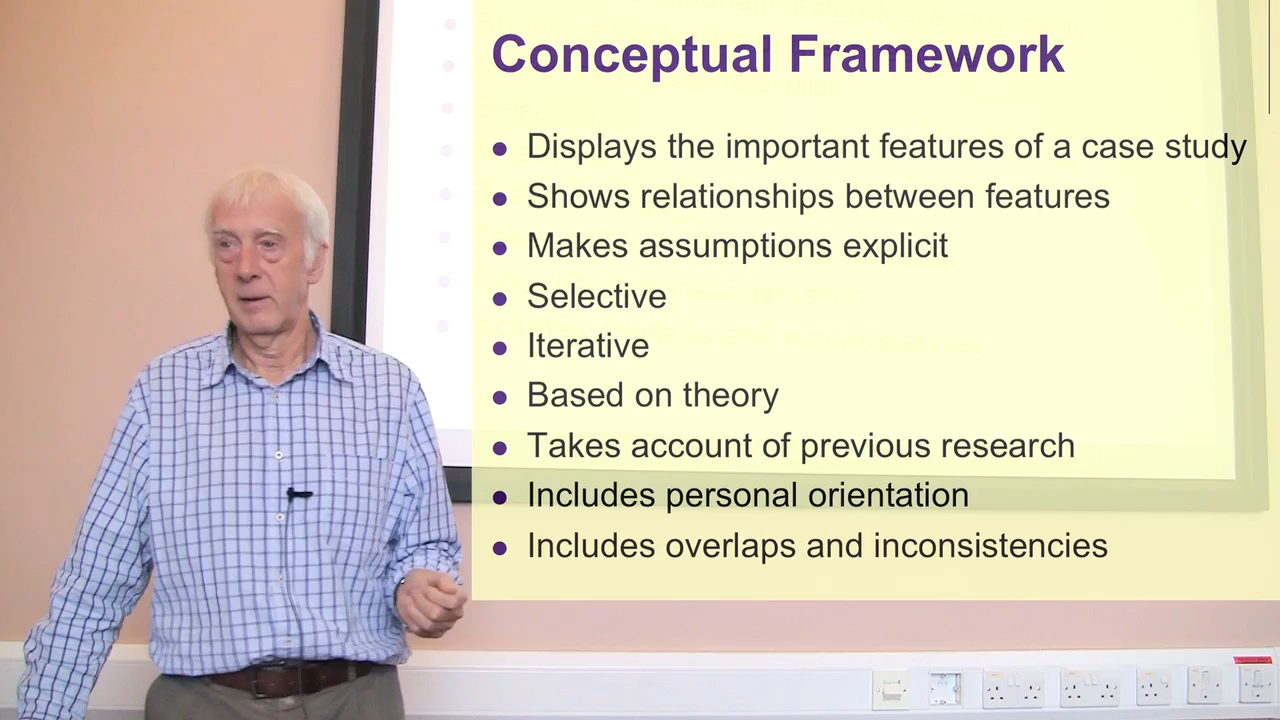 Conceptual Framework
• Displays the important features of a case study
• Shows relationships between features
• Makes assumptions explicit
• Selective
• Iterative
• Based on theory
• Takes account of previous research
• Includes personal orientation
• Includes overlaps and inconsistencies